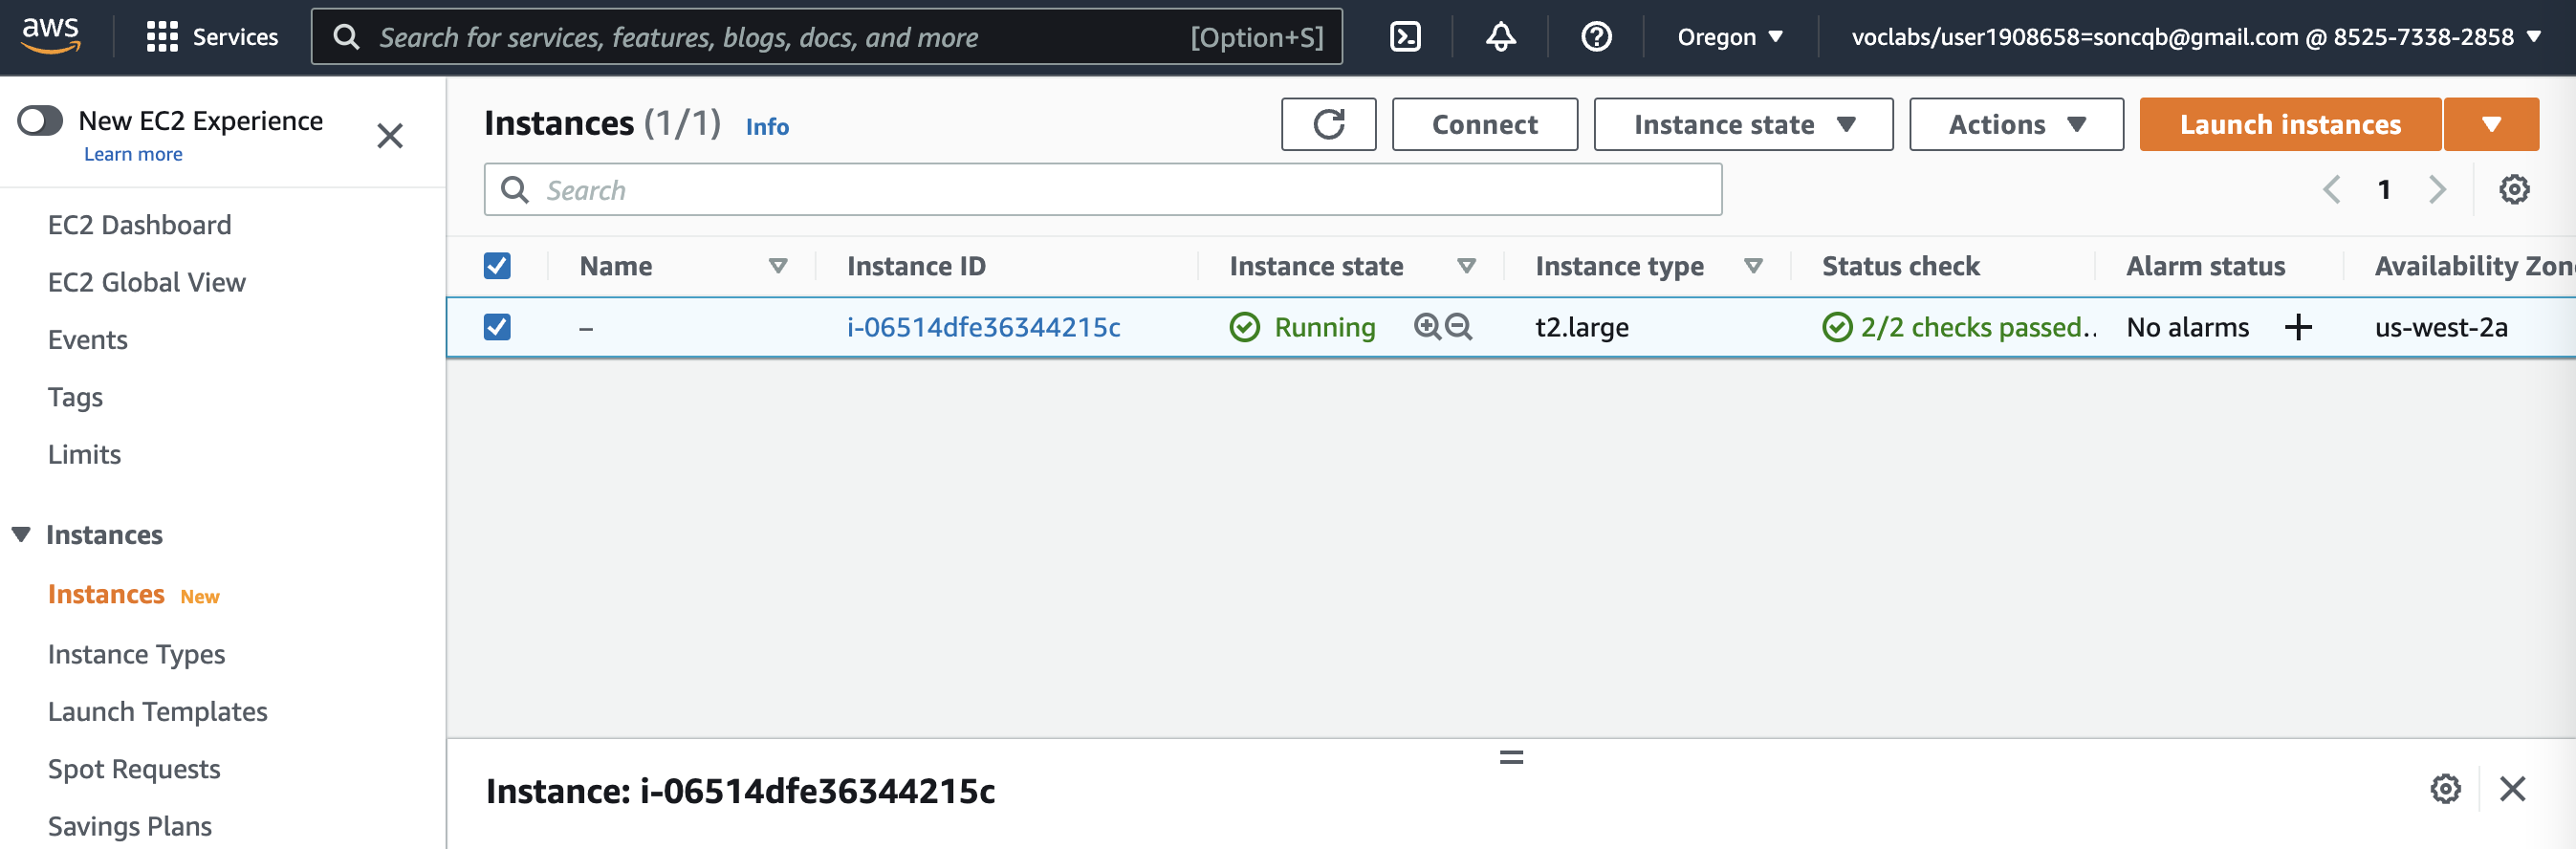 aws
Services
Search for services, features, blogs, docs, and more [Option+S]
Oregon
voclabs/user1908658=soncqb@gmail.com @ 8525-7338-2858
New EC2 Experience
Learn more
EC2 Dashboard
EC2 Global View
Events
Tags
Limits
Instances
Instances New
Instance Types
Launch Templates
Spot Requests
Savings Plans
Instances (1/1) Info
Connect
Instance state
Actions
Launch instances
Search
1
Name Instance ID Instance state Instance type Status check Alarm status Availability Zon
– i-06514dfe36344215c Running t2.large 2/2 checks passed.. No alarms + us-west-2a
Instance: i-06514dfe36344215c